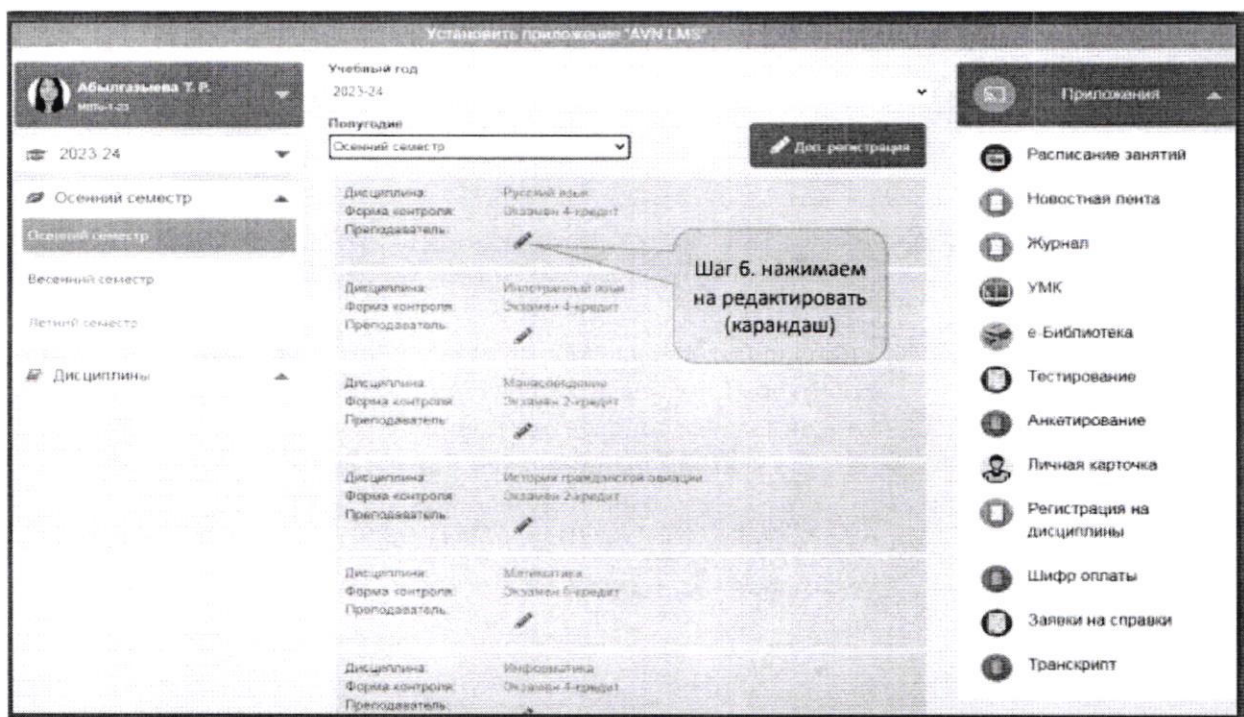 Установить приложение "AVN LMS"
Абылгазыева Т. Р.
2023-24
Осенний семестр
Осенний семестр
Весенний семестр
Летний семестр
Дисциплины
Учебный год
2023-24
Полугодие
Осенний семестр
Доп. регистрация
Дисциплина: Русский язык
Форма контроля: Экзамен 4-кредит
Преподаватель:
Дисциплина: Иностранный язык
Форма контроля: Экзамен 4-кредит
Преподаватель:
Дисциплина: Манасоведение
Форма контроля: Экзамен 2-кредит
Преподаватель:
Дисциплина: История гражданской авиации
Форма контроля: Экзамен 2-кредит
Преподаватель:
Дисциплина: Математика
Форма контроля: Экзамен 6-кредит
Преподаватель:
Дисциплина: Информатика
Форма контроля: Экзамен 4-кредит
Преподаватель:
Шаг 6. нажимаем
на редактировать
(карандаш)
Приложения
Расписание занятий
Новостная лента
Журнал
УМК
е-Библиотека
Тестирование
Анкетирование
Личная карточка
Регистрация на
дисциплины
Шифр оплаты
Заявки на справки
Транскрипт